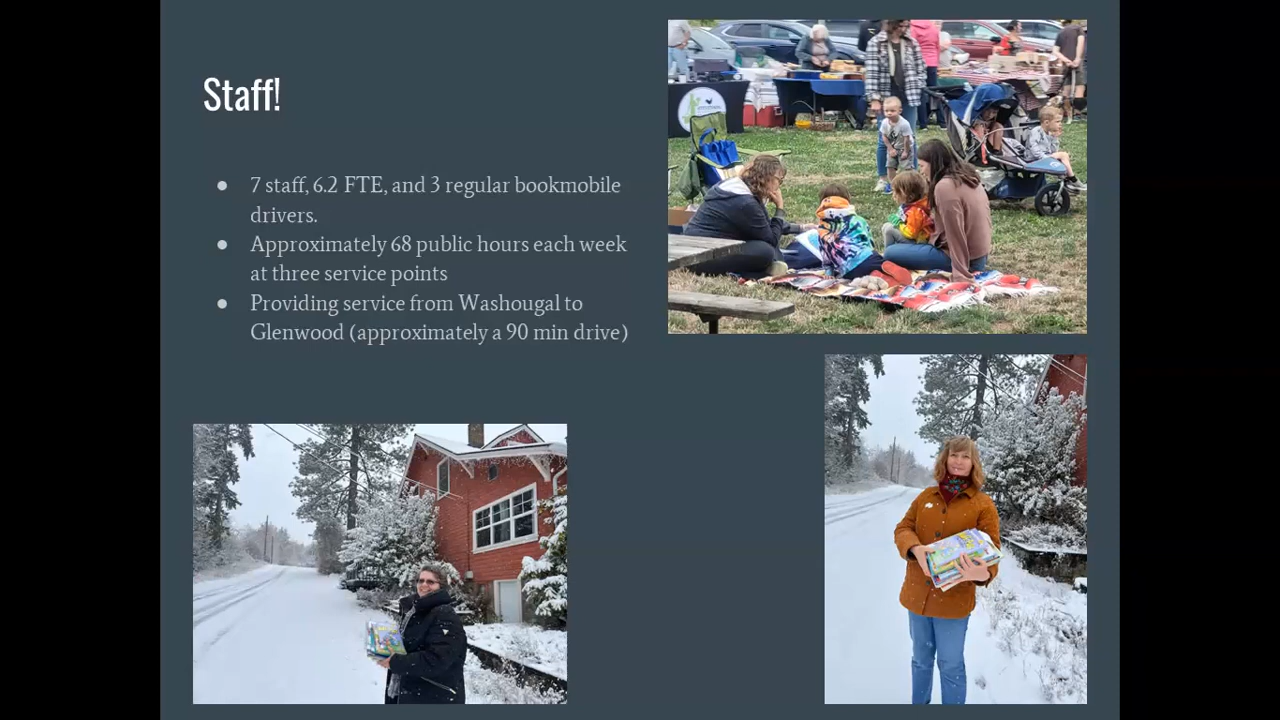 Staff!
● 7 staff, 6.2 FTE, and 3 regular bookmobile
drivers.
● Approximately 68 public hours each week
at three service points
● Providing service from Washougal to
Glenwood (approximately a 90 min drive)